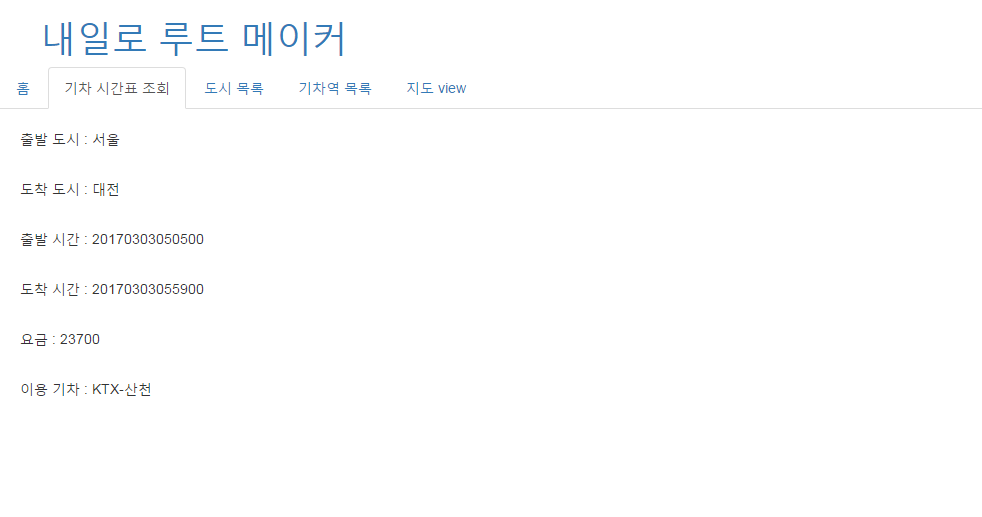 내일로 루트 메이커
홈 기차 시간표 조회 도시 목록 기차역 목록 지도 view
출발 도시 : 서울
도착 도시 : 대전
출발 시간 : 20170303050500
도착 시간 : 20170303055900
요금 : 23700
이용 기차 : KTX-산천